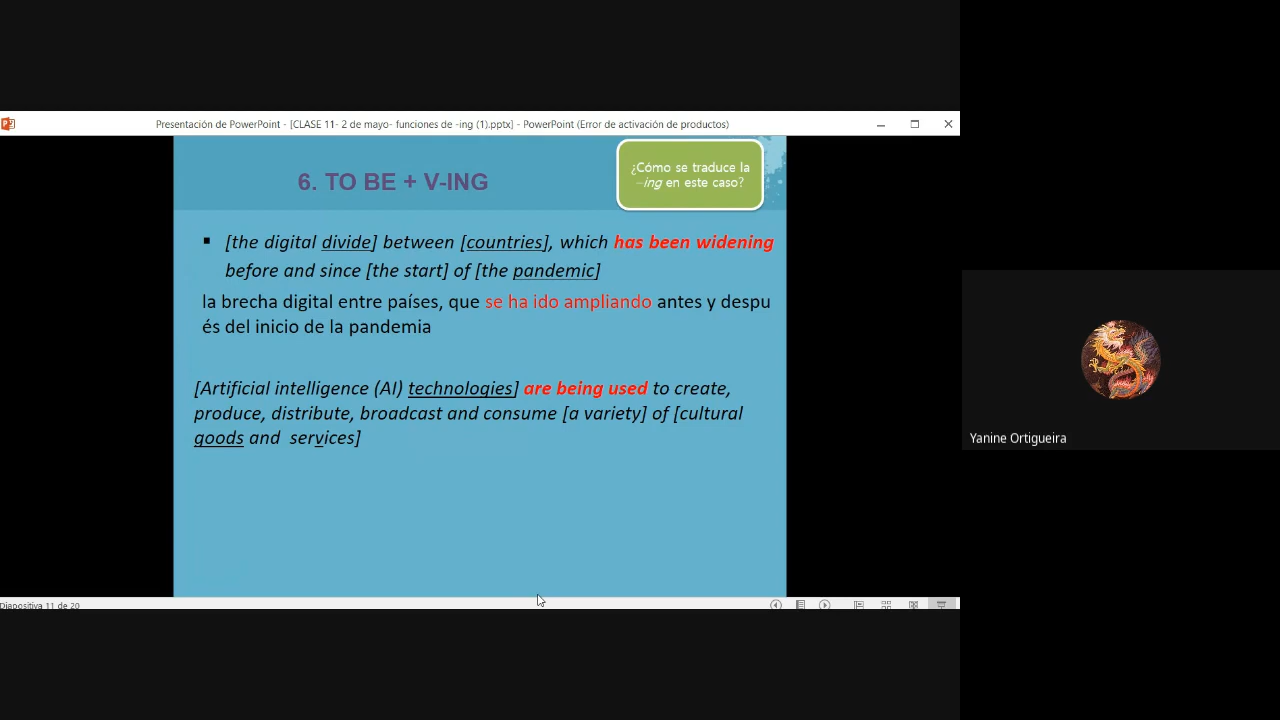 Presentación de PowerPoint - [CLASE 11- 2 de mayo- funciones de -ing (1).pptx] - PowerPoint (Error de activación de productos)
6. TO BE + V-ING
¿Cómo se traduce la
–ing en este caso?
▪ [the digital divide] between [countries], which has been widening
before and since [the start] of [the pandemic]
la brecha digital entre países, que se ha ido ampliando antes y despu
és del inicio de la pandemia
[Artificial intelligence (AI) technologies] are being used to create,
produce, distribute, broadcast and consume [a variety] of [cultural
goods and services]
Yanine Ortigueira
Diapositiva 11 de 20